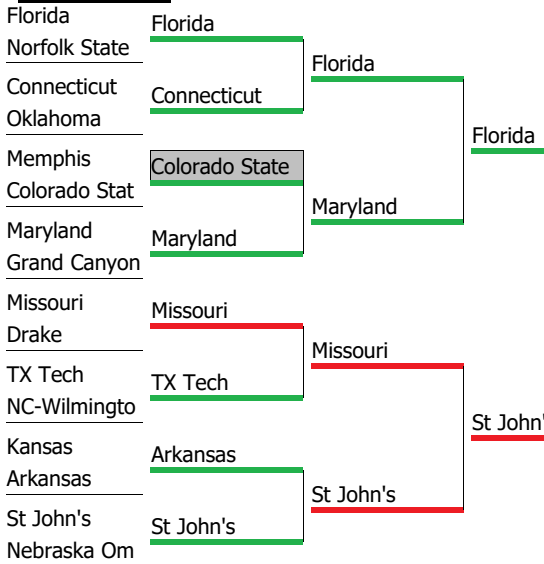 Florida
Norfolk State
Connecticut
Oklahoma
Memphis
Colorado Stat
Maryland
Grand Canyon
Missouri
Drake
TX Tech
NC-Wilmingto
Kansas
Arkansas
St John's
Nebraska Om
Florida
Connecticut
Colorado State
Maryland
Missouri
TX Tech
Arkansas
St John's
Florida
Maryland
Missouri
St John's
Florida
St John'